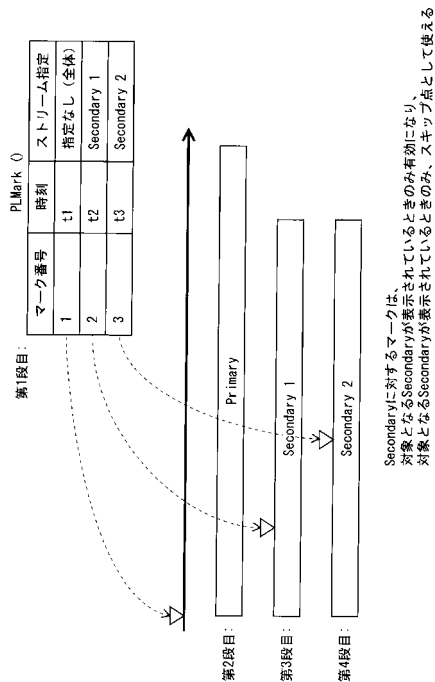 第1段目:
PLMark ()
マーク番号 時刻 ストリーム指定
1 t1 指定なし (全体)
2 t2 Secondary 1
3 t3 Secondary 2
第2段目:
Primary
第3段目:
Secondary 1
第4段目:
Secondary 2
Secondaryに対するマークは、
対象となるSecondaryが表示されているときのみ有効になり、
対象となるSecondaryが表示されているときのみ、スキップ点として使える